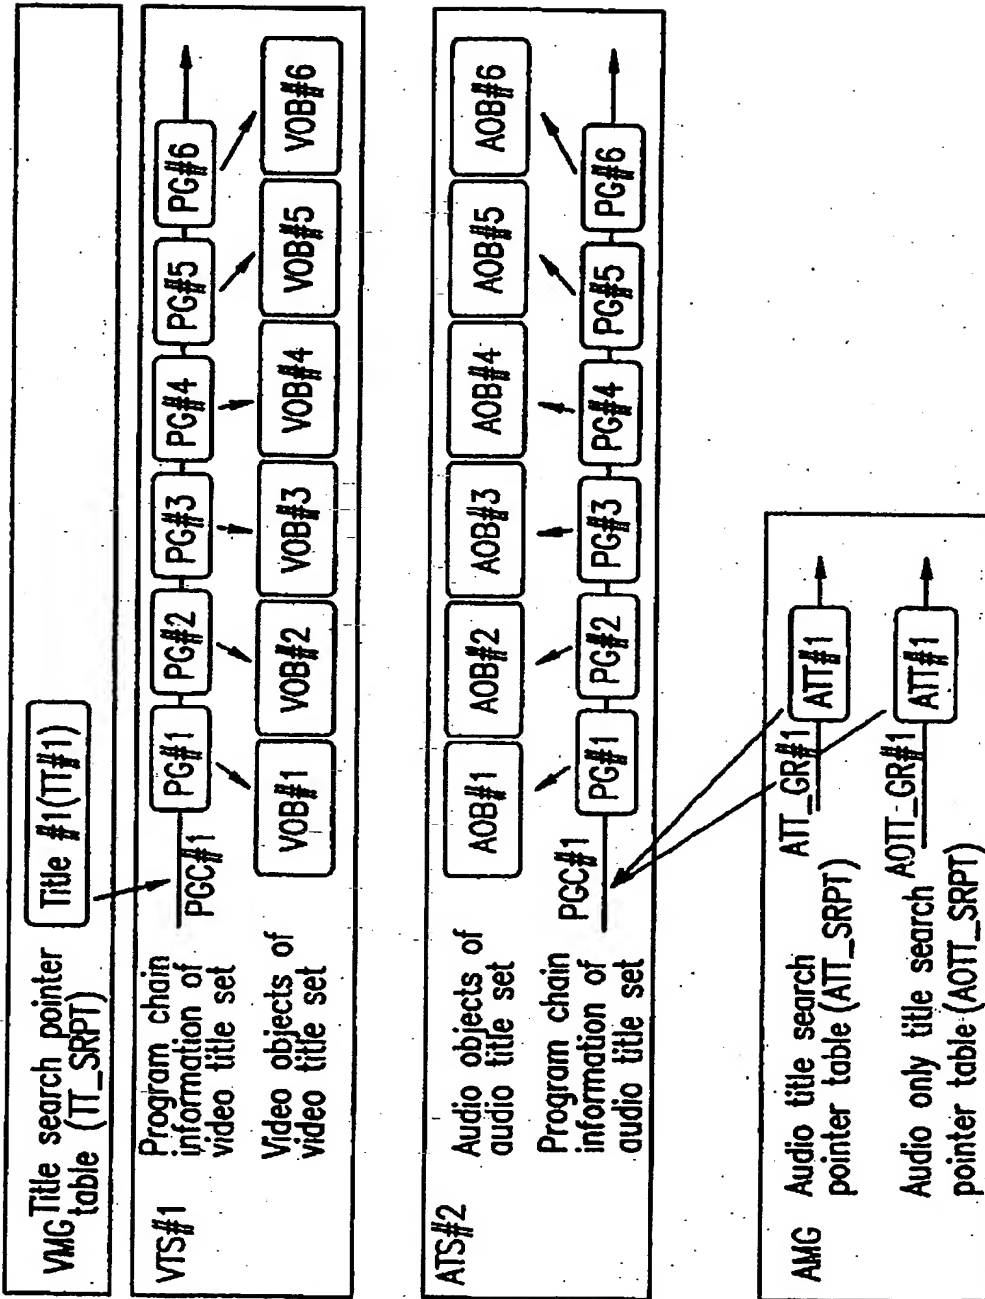 VMG Title search pointer
table (TT_SRPT)
Title #1(TT#1)
VTS#1
Program chain
information of
video title set
PGC#1
PG#1 PG#2 PG#3 PG#4 PG#5 PG#6
Video objects of
video title set
VOB#1 VOB#2 VOB#3 VOB#4 VOB#5 VOB#6
ATS#2
Audio objects of
audio title set
AOB#1 AOB#2 AOB#3 AOB#4 AOB#5 AOB#6
Program chain
information of
audio title set
PGC#1
PG#1 PG#2 PG#3 PG#4 PG#5 PG#6
AMG
Audio title search
pointer table (ATT_SRPT)
ATT_GR#1
ATT#1
Audio only title search
pointer table (AOTT_SRPT)
AOTT-GR#1
ATT#1